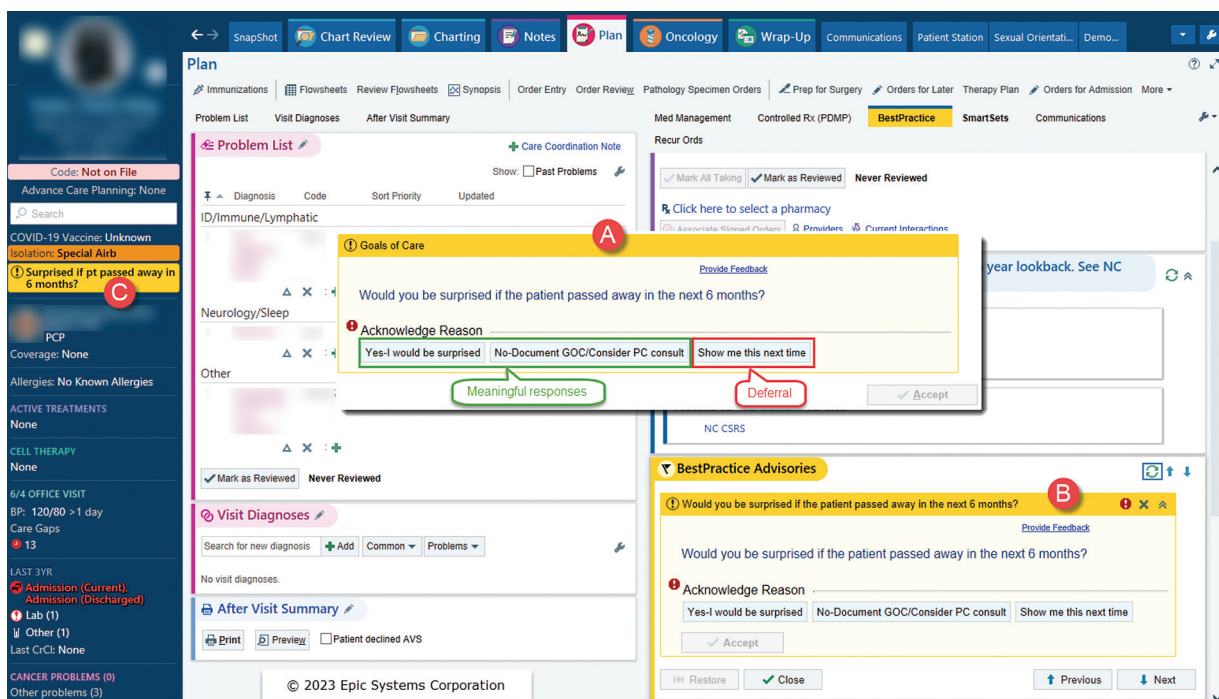 SnapShot Chart Review Charting Notes Plan Oncology Wrap-Up Communications Patient Station Sexual Orientati... Demo...
Plan
Immunizations Flowsheets Review Flowsheets Synopsis Order Entry Order Review Pathology Specimen Orders Prep for Surgery Orders for Later Therapy Plan Orders for Admission More
Problem List Visit Diagnoses After Visit Summary
Med Management Controlled Rx (PDMP) BestPractice SmartSets Communications
Recur Ords
Code: Not on File
Advance Care Planning: None
Search
COVID-19 Vaccine: Unknown
Isolation: Special Airb
Surprised if pt passed away in
6 months?
C
PCP
Coverage: None
Allergies: No Known Allergies
ACTIVE TREATMENTS
None
CELL THERAPY
None
6/4 OFFICE VISIT
BP: 120/80 >1 day
Care Gaps
13
LAST 3YR
Admission (Current),
Admission (Discharged)
Lab (1)
Other (1)
Last CrCl: None
CANCER PROBLEMS (0)
Other problems (3)
Problem List
Care Coordination Note
Show: Past Problems
Diagnosis Code Sort Priority Updated
ID/Immune/Lymphatic
Neurology/Sleep
Other
Mark as Reviewed Never Reviewed
Visit Diagnoses
Search for new diagnosis Add Common Problems
No visit diagnoses.
After Visit Summary
Print Preview Patient declined AVS
© 2023 Epic Systems Corporation
Mark All Taking Mark as Reviewed Never Reviewed
Click here to select a pharmacy
Associate Signed Orders Providers Current Interactions
year lookback. See NC
NC CSRS
A
Goals of Care
Provide Feedback
Would you be surprised if the patient passed away in the next 6 months?
Acknowledge Reason
Yes-I would be surprised No-Document GOC/Consider PC consult Show me this next time
Meaningful responses Deferral
Accept
BestPractice Advisories
B
Would you be surprised if the patient passed away in the next 6 months?
Provide Feedback
Would you be surprised if the patient passed away in the next 6 months?
Acknowledge Reason
Yes-I would be surprised No-Document GOC/Consider PC consult Show me this next time
Accept
Restore Close Previous Next